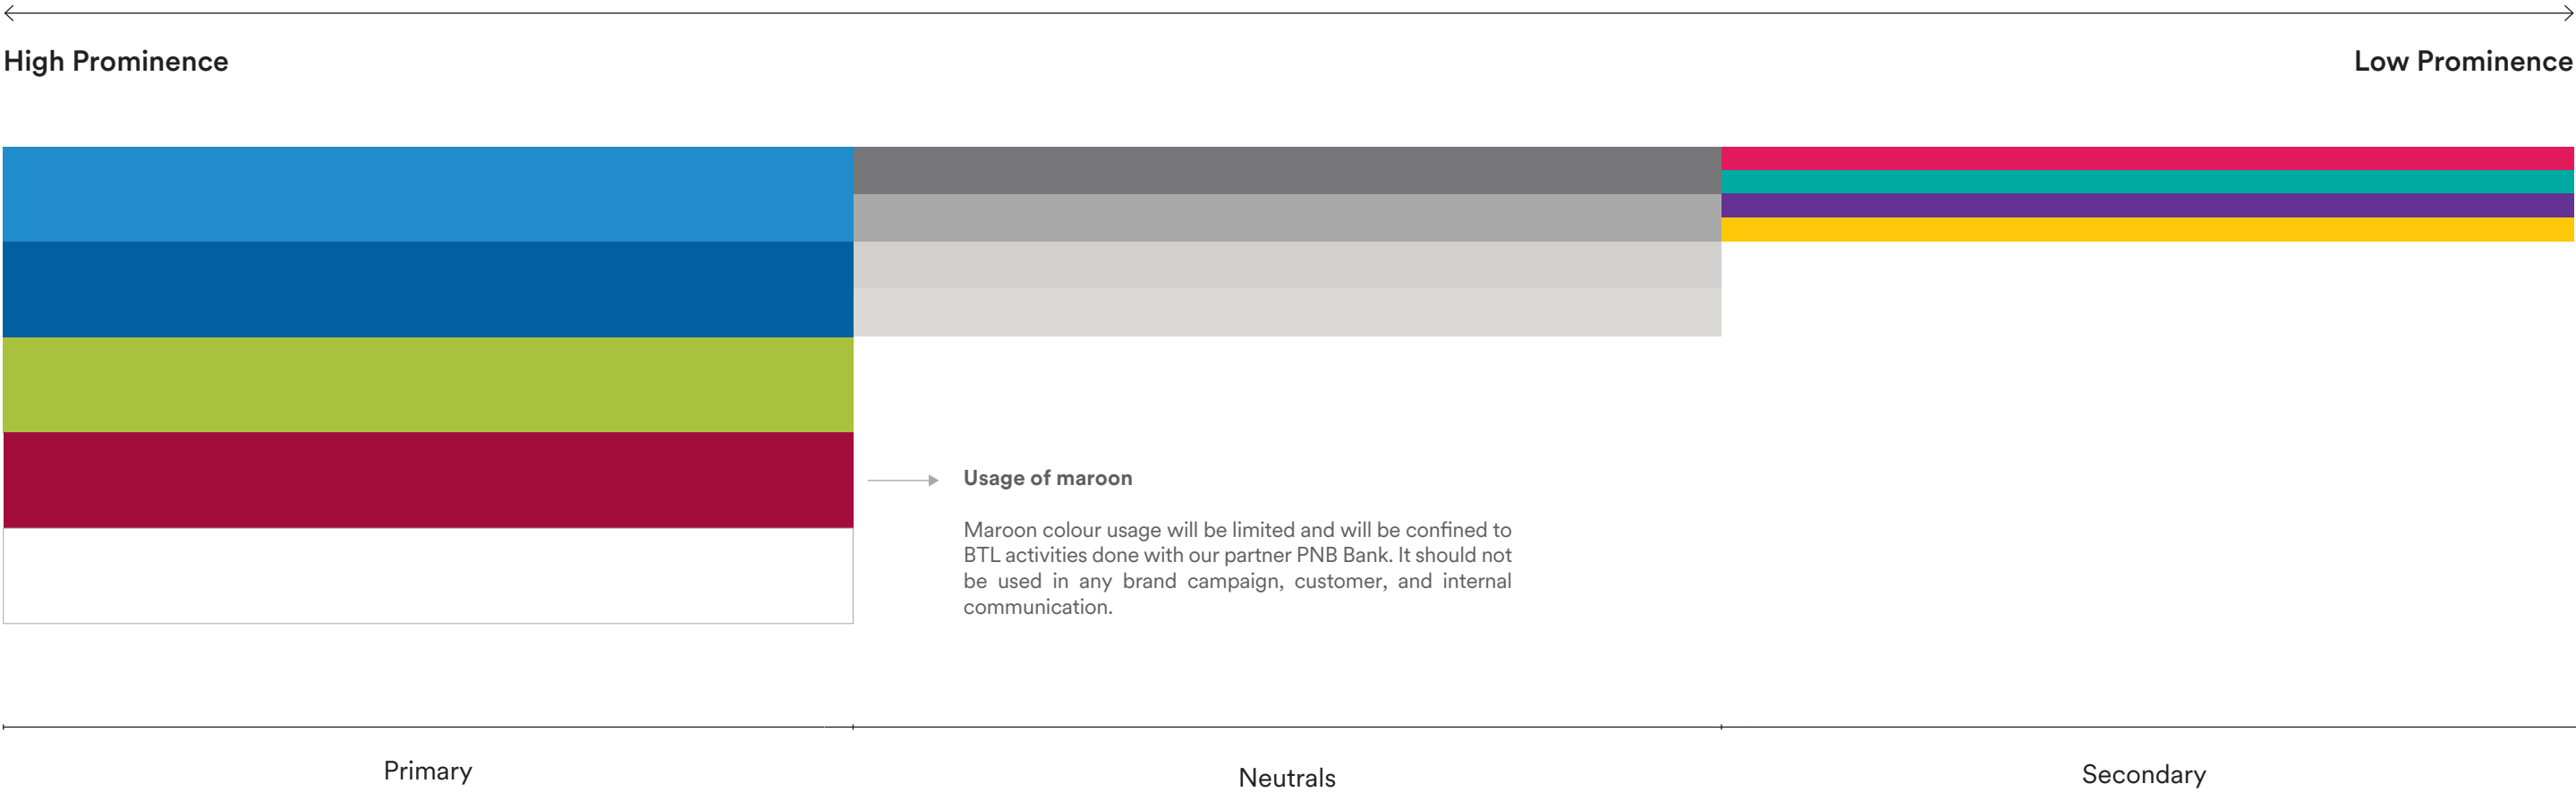 High Prominence
Low Prominence
Usage of maroon
Maroon colour usage will be limited and will be confined to
BTL activities done with our partner PNB Bank. It should not
be used in any brand campaign, customer, and internal
communication.
Primary
Neutrals
Secondary